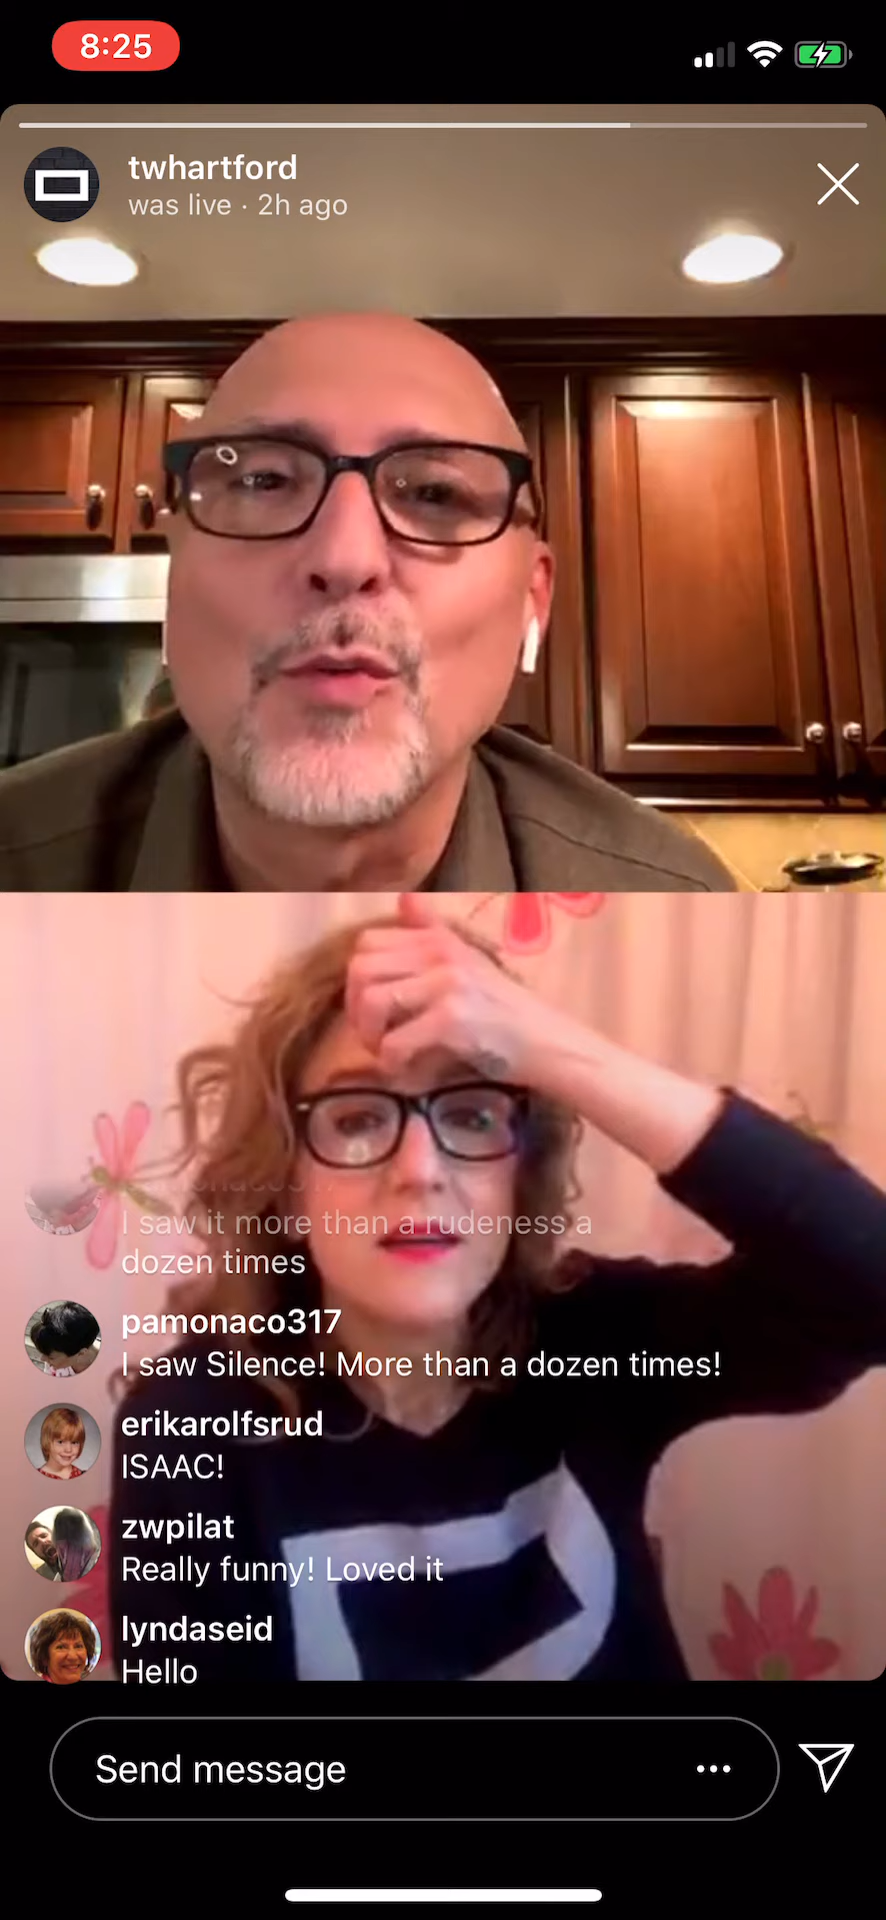 8:25
twhartford
was live · 2h ago
I saw it more than a rudeness a
dozen times
pamonaco317
I saw Silence! More than a dozen times!
erikarolfsrud
ISAAC!
zwpilat
Really funny! Loved it
lyndaseid
Hello
Send message